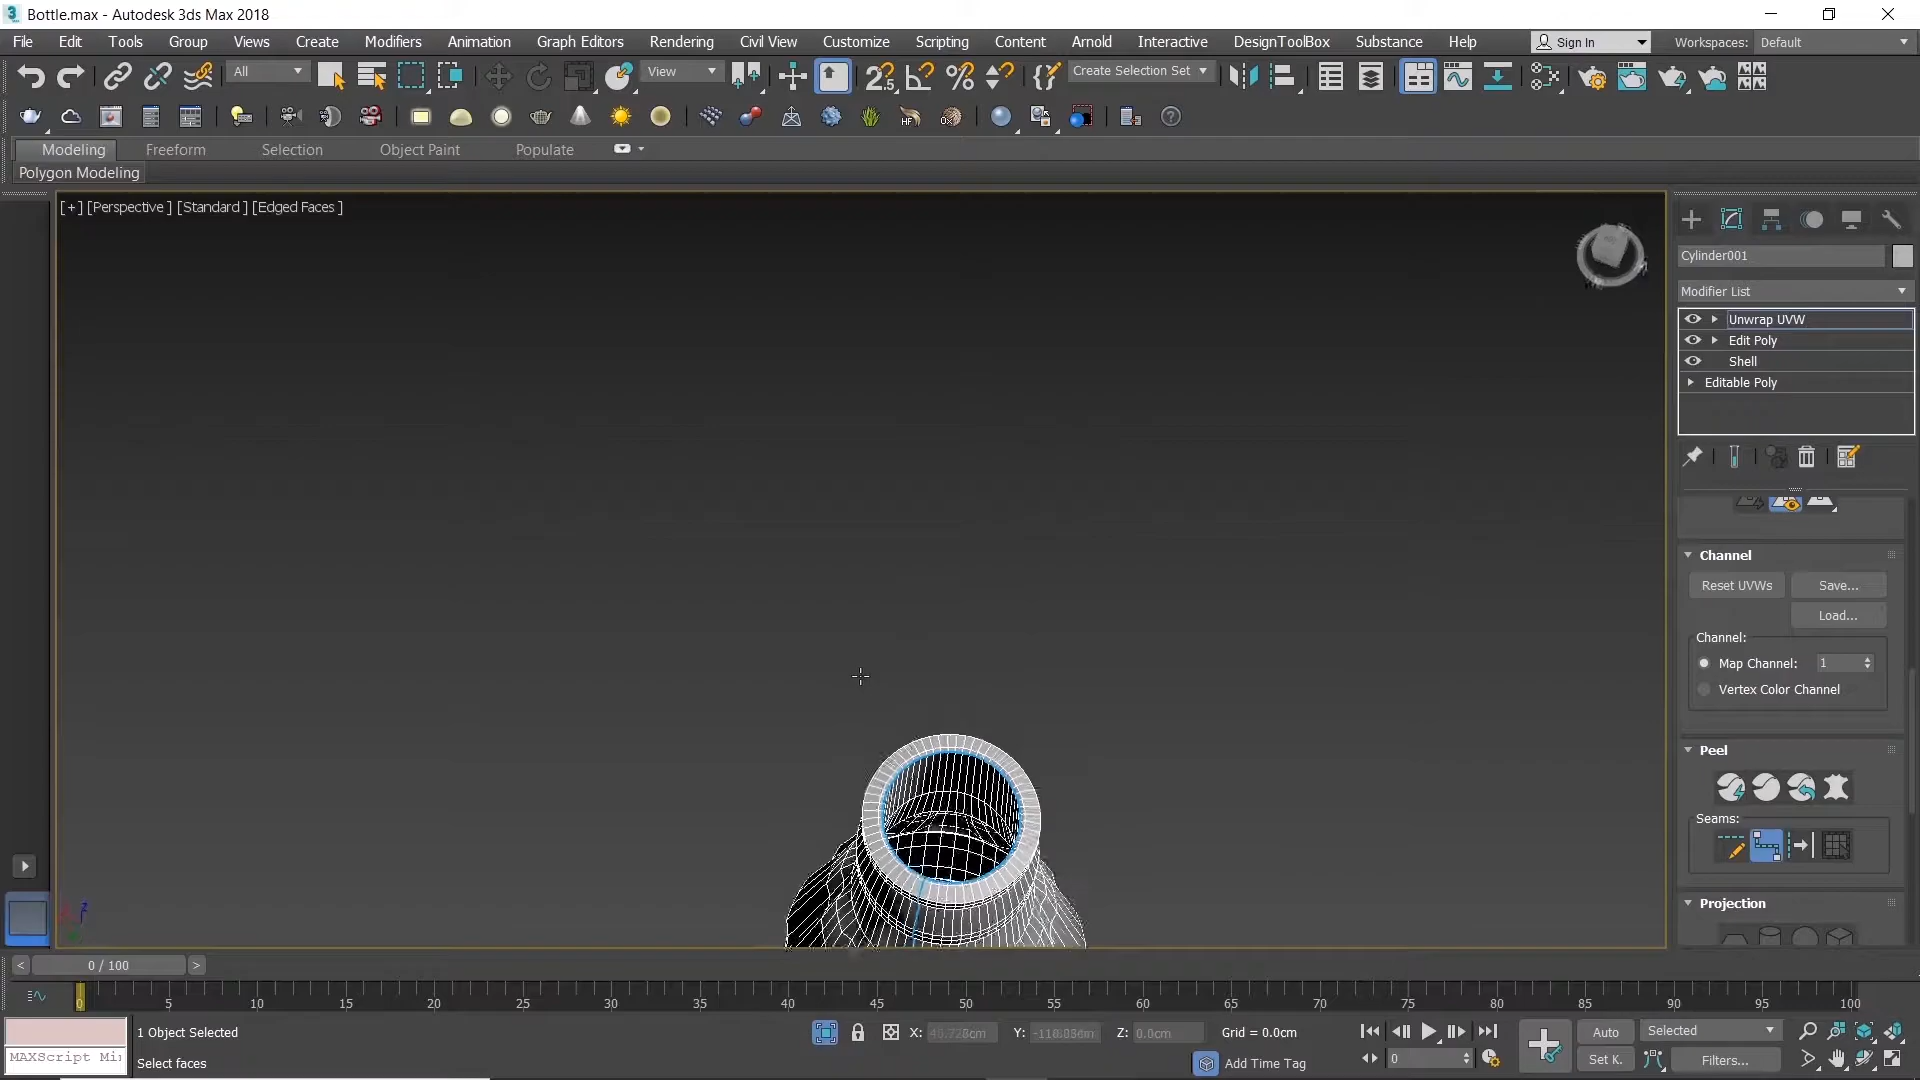 Bottle.max - Autodesk 3ds Max 2018
File Edit Tools Group Views Create Modifiers Animation Graph Editors Rendering Civil View Customize Scripting Content Arnold Interactive DesignToolBox Substance Help Sign In Workspaces: Default
All View 2.5 Create Selection Set
Modeling Freeform Selection Object Paint Populate
Polygon Modeling
[+] [Perspective ] [Standard ] [Edged Faces ]
Cylinder001
Modifier List
Unwrap UVW
Edit Poly
Shell
Editable Poly
Channel
Reset UVWs Save...
Load...
Channel:
Map Channel: 1
Vertex Color Channel
Peel
Seams:
Projection
< 0 / 100 >
0 5 10 15 20 25 30 35 40 45 50 55 60 65 70 75 80 85 90 95 100
1 Object Selected X: Y: Z: 0.0cm Grid = 0.0cm Auto Selected
MAXScript Mi Select faces Add Time Tag 0 Set K. Filters...